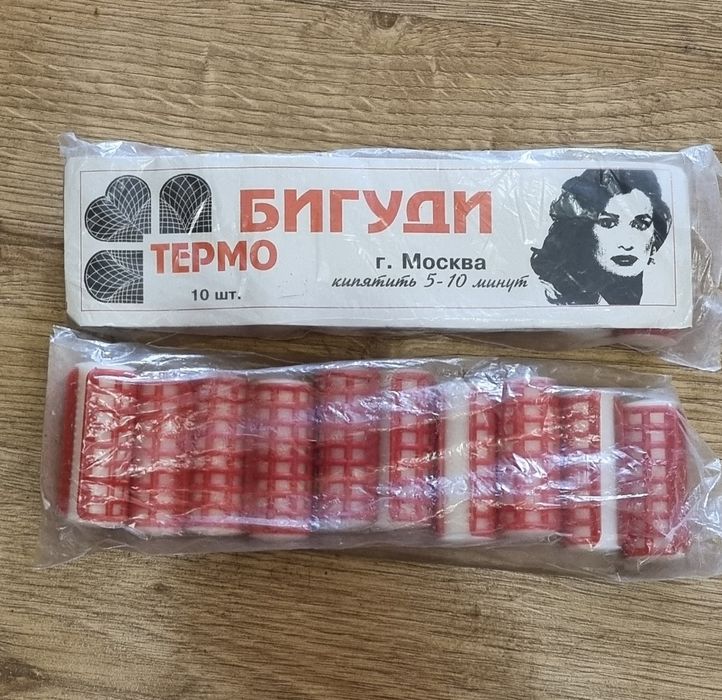 БИГУДИ
ТЕРМО
г. Москва
10 шт.
кипятить 5-10 минут